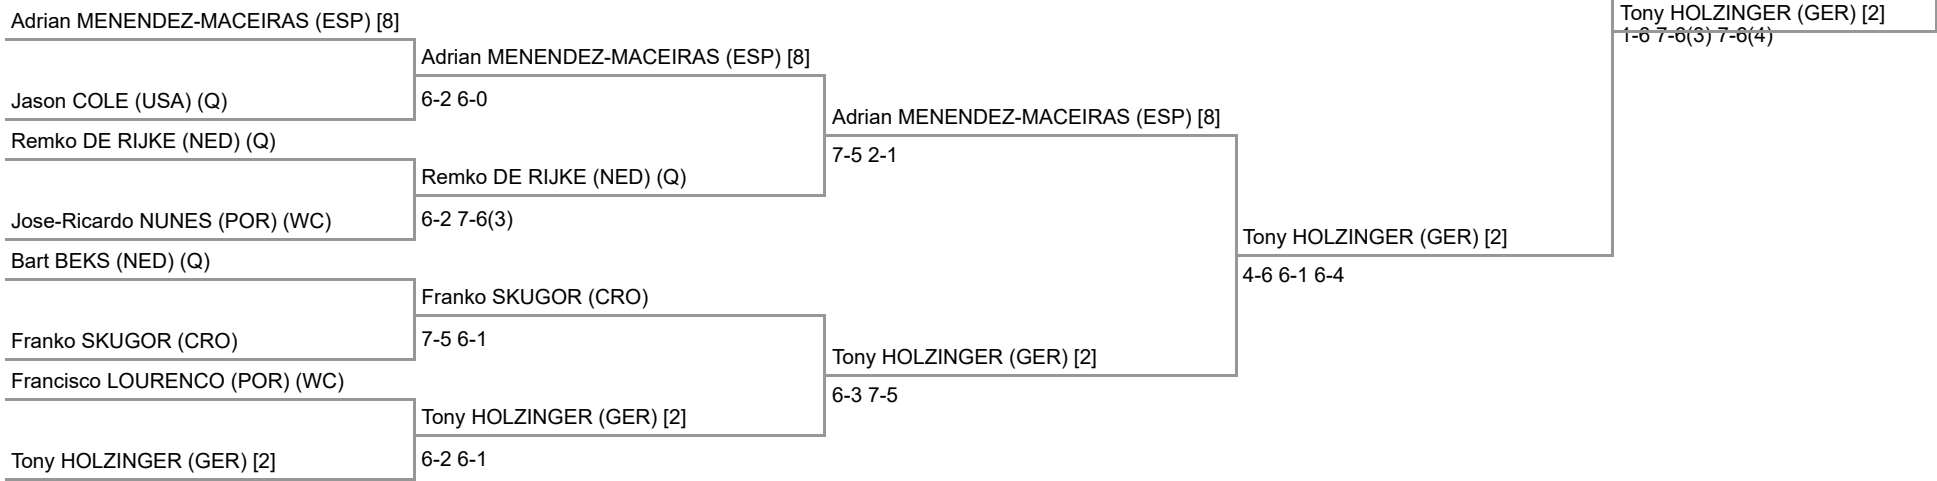 Adrian MENENDEZ-MACEIRAS (ESP) [8]
Jason COLE (USA) (Q)
Remko DE RIJKE (NED) (Q)
Jose-Ricardo NUNES (POR) (WC)
Bart BEKS (NED) (Q)
Franko SKUGOR (CRO)
Francisco LOURENCO (POR) (WC)
Tony HOLZINGER (GER) [2]
Adrian MENENDEZ-MACEIRAS (ESP) [8]
6-2 6-0
Remko DE RIJKE (NED) (Q)
6-2 7-6(3)
Franko SKUGOR (CRO)
7-5 6-1
Tony HOLZINGER (GER) [2]
6-2 6-1
Adrian MENENDEZ-MACEIRAS (ESP) [8]
7-5 2-1
Tony HOLZINGER (GER) [2]
6-3 7-5
Tony HOLZINGER (GER) [2]
4-6 6-1 6-4
Tony HOLZINGER (GER) [2]
1-6 7-6(3) 7-6(4)